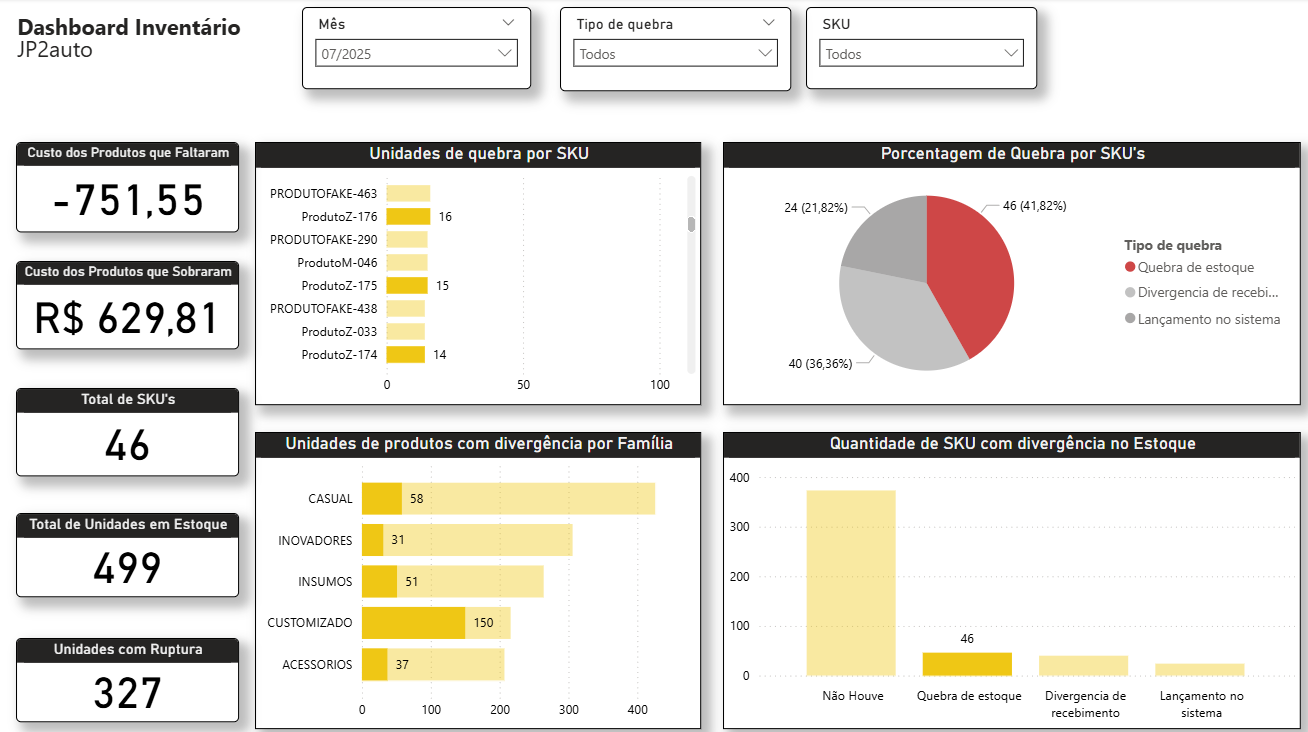 Dashboard Inventário
JP2auto
Mês
07/2025
Tipo de quebra
Todos
SKU
Todos
Custo dos Produtos que Faltaram
-751,55
Custo dos Produtos que Sobraram
R$ 629,81
Total de SKU's
46
Total de Unidades em Estoque
499
Unidades com Ruptura
327
Unidades de quebra por SKU
PRODUTOFAKE-463
ProdutoZ-176 16
PRODUTOFAKE-290
ProdutoM-046
ProdutoZ-175 15
PRODUTOFAKE-438
ProdutoZ-033
ProdutoZ-174 14
0 50 100
Porcentagem de Quebra por SKU's
24 (21,82%)
46 (41,82%)
40 (36,36%)
Tipo de quebra
Quebra de estoque
Divergencia de recebi...
Lançamento no sistema
Unidades de produtos com divergência por Família
CASUAL 58
INOVADORES 31
INSUMOS 51
CUSTOMIZADO 150
ACESSORIOS 37
0 100 200 300 400
Quantidade de SKU com divergência no Estoque
400
300
200
100
0
46
Não Houve
Quebra de estoque
Divergencia de
recebimento
Lançamento no
sistema